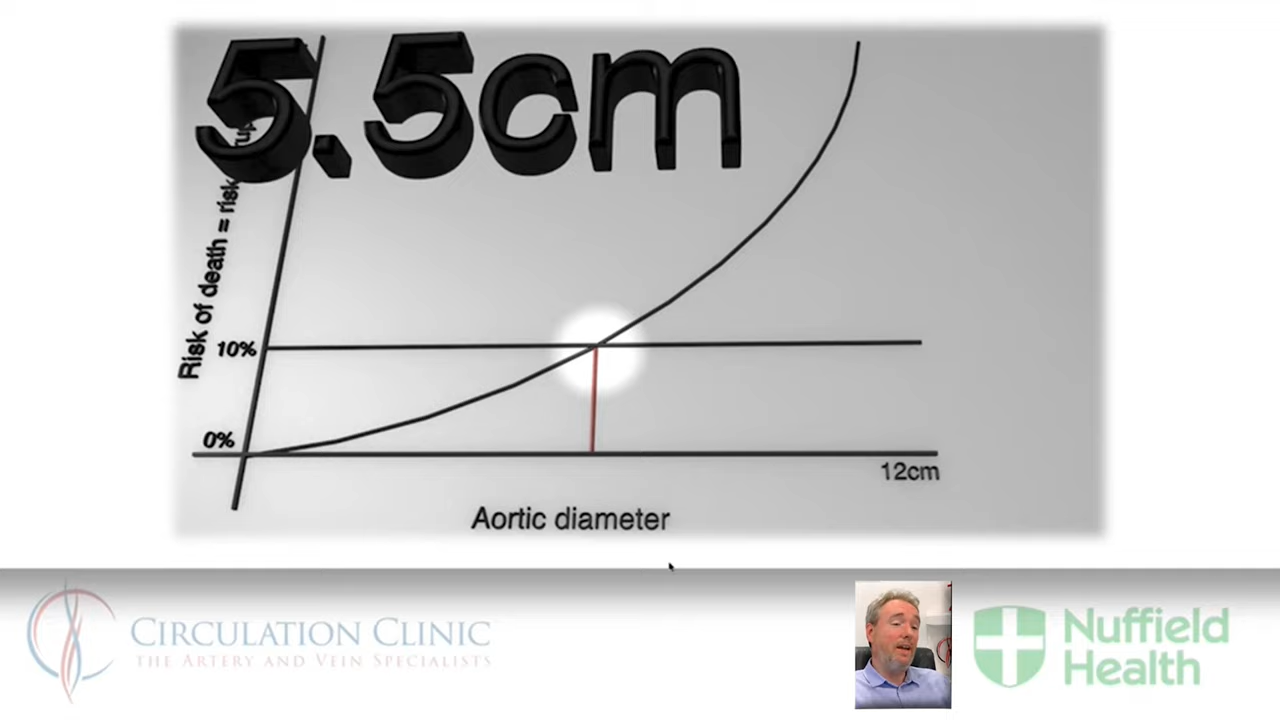 5.5cm
Risk of death = risk
10%
0%
12cm
Aortic diameter
CIRCULATION CLINIC
THE ARTERY AND VEIN SPECIALISTS
Nuffield
Health